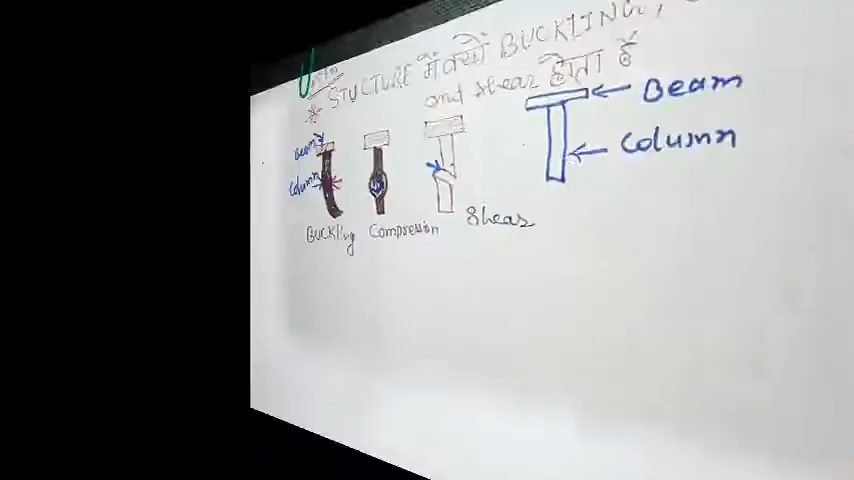 * STUCTURE में क्यों BUCKLING,
and shear होता है
Beam
Column
Beam
Column
Buckling
Compression
Shear